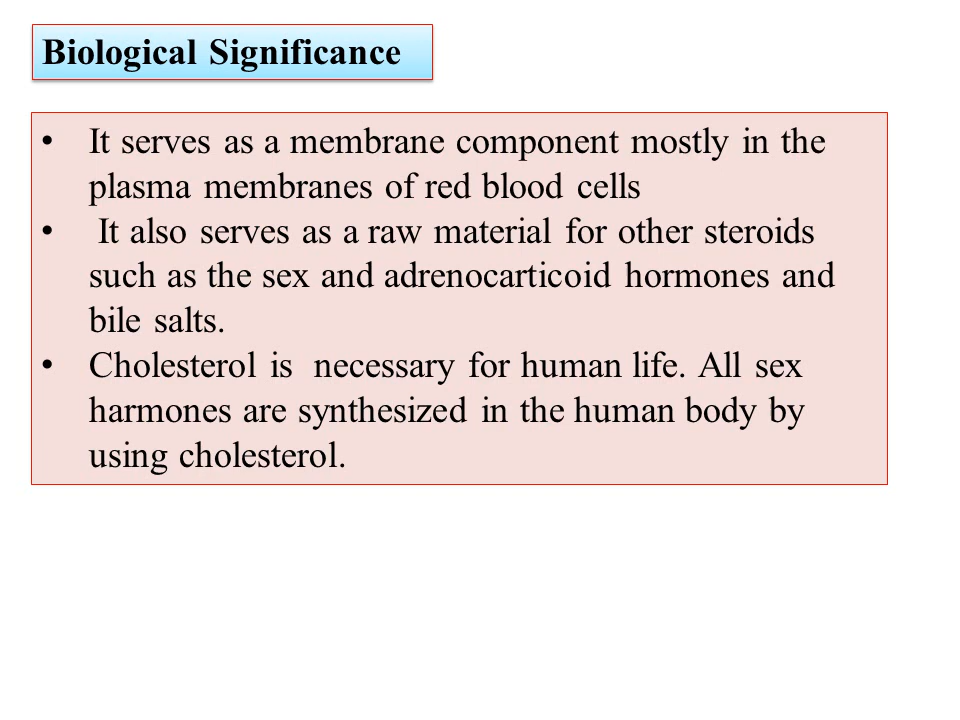 Biological Significance
• It serves as a membrane component mostly in the
plasma membranes of red blood cells
• It also serves as a raw material for other steroids
such as the sex and adrenocarticoid hormones and
bile salts.
• Cholesterol is necessary for human life. All sex
harmones are synthesized in the human body by
using cholesterol.